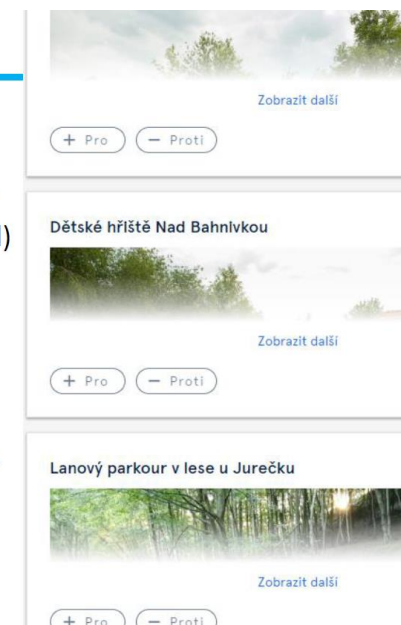 Zobrazit další
+ Pro − Proti
)
Dětské hřiště Nad Bahnivkou
Zobrazit další
+ Pro − Proti
Lanový parkour v lese u Jurečku
Zobrazit další
+ Pro − Proti